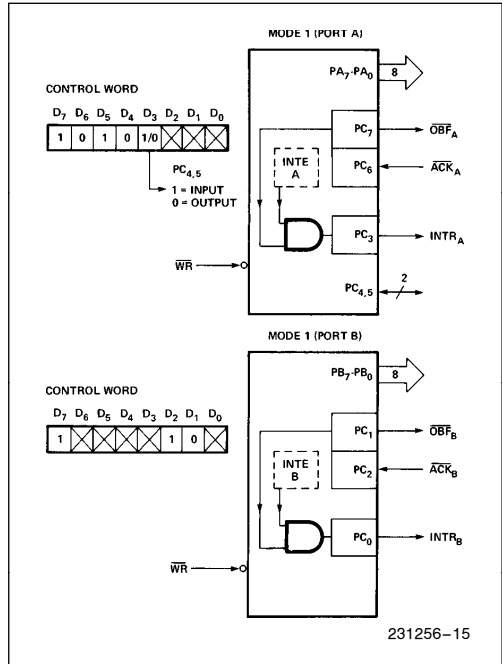 MODE 1 (PORT A)
PA7-PA0
8
CONTROL WORD
D7 D6 D5 D4 D3 D2 D1 D0
1 0 1 0 1/0
PC4,5
1 = INPUT
0 = OUTPUT
PC7
OBFA
INTE
A
PC6
ACKA
PC3
INTRA
WR
PC4,5
2
MODE 1 (PORT B)
PB7-PB0
8
CONTROL WORD
D7 D6 D5 D4 D3 D2 D1 D0
1 1 0
PC1
OBFB
INTE
B
PC2
ACKB
PC0
INTRB
WR
231256–15